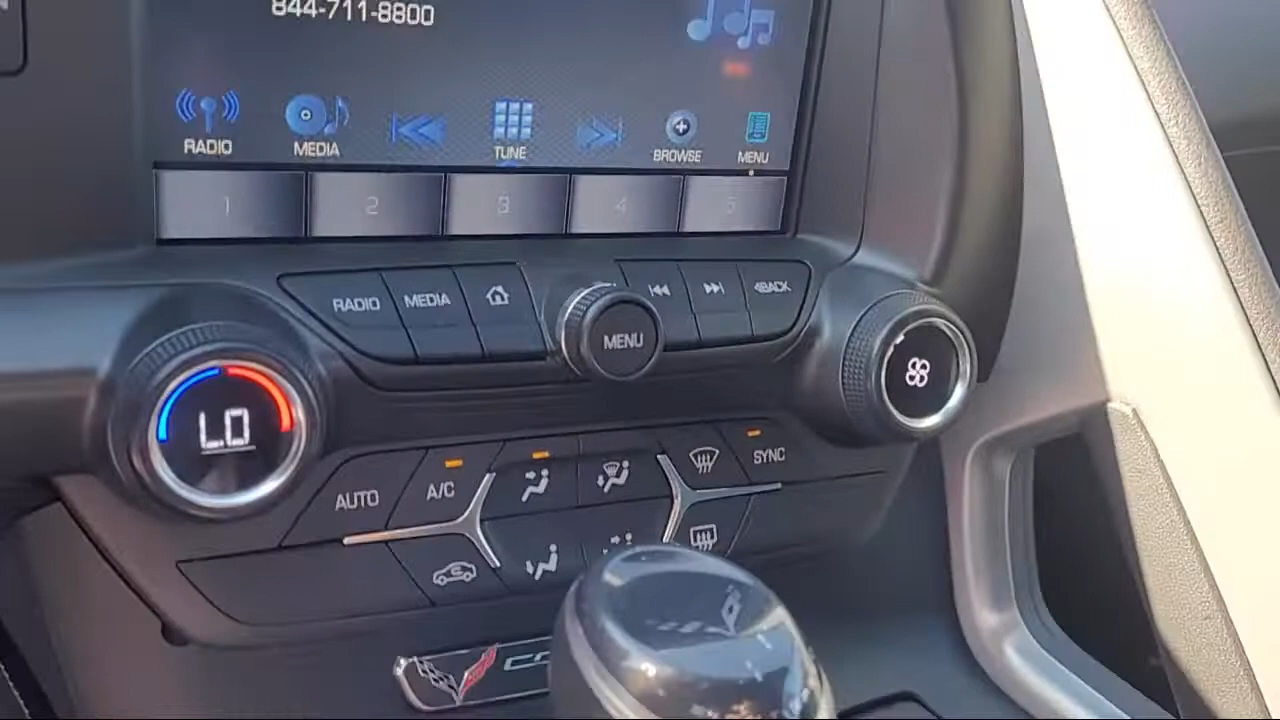 844-711-8800
RADIO MEDIA TUNE BROWSE MENU
1 2 3 4 5
RADIO MEDIA MENU BACK
LO
AUTO A/C SYNC